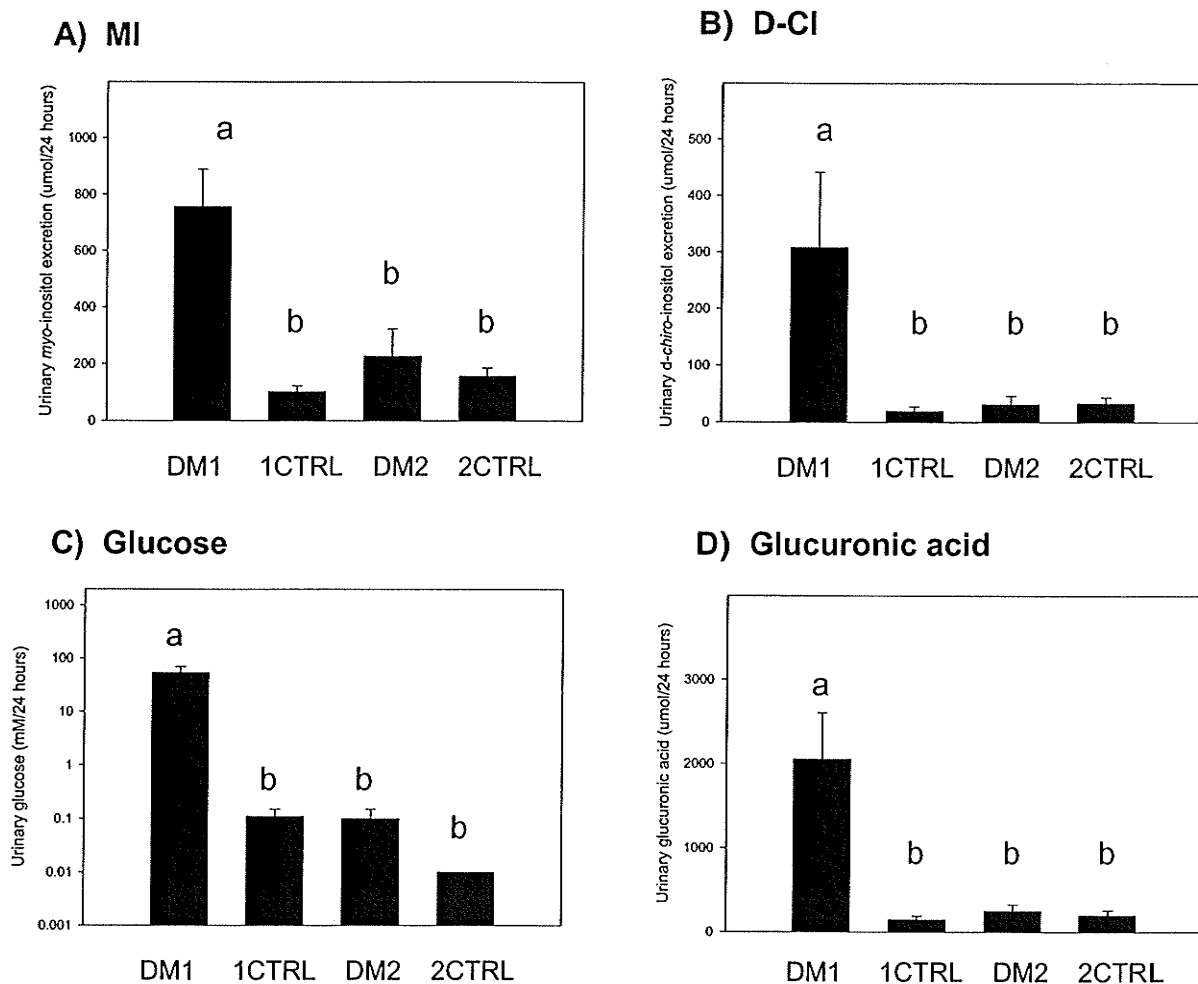 A) MI
Urinary myo-inositol excretion (umol/24 hours)
1000
800
600
400
200
0
a
b
b
b
DM1 1CTRL DM2 2CTRL
B) D-CI
Urinary d-chiro-inositol excretion (umol/24 hours)
500
400
300
200
100
0
a
b
b
b
DM1 1CTRL DM2 2CTRL
C) Glucose
Urinary glucose (mM/24 hours)
1000
100
10
1
0.1
0.01
0.001
a
b
b
b
DM1 1CTRL DM2 2CTRL
D) Glucuronic acid
Urinary glucuronic acid (umol/24 hours)
3000
2000
1000
0
a
b
b
b
DM1 1CTRL DM2 2CTRL